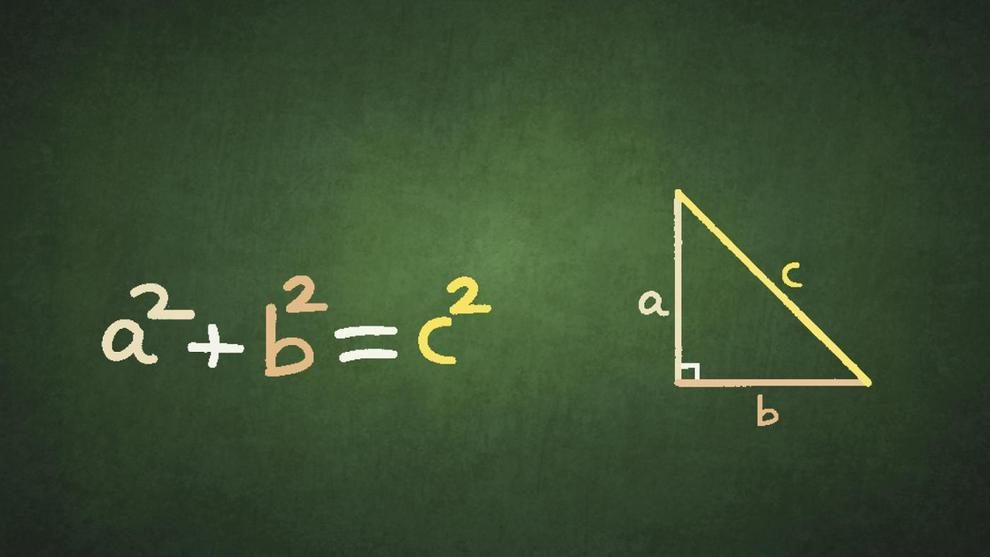 a² + b² = c²
a
c
b